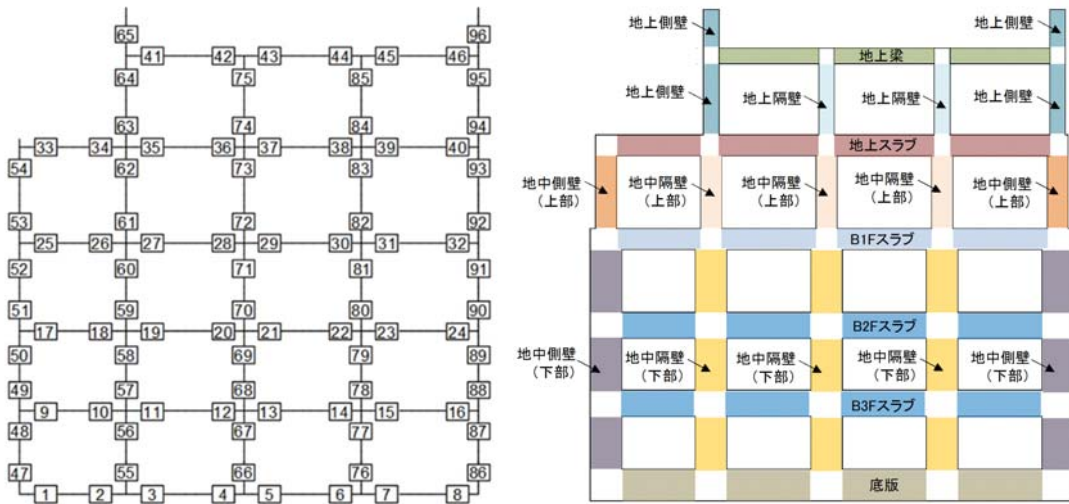 65 96
41 42 43 44 45 46
64 75 85 95
63 74 84 94
33 34 35 36 37 38 39 40
54 62 73 83 93
53 61 72 82 92
25 26 27 28 29 30 31 32
52 60 71 81 91
51 59 70 80 90
17 18 19 20 21 22 23 24
50 58 69 79 89
49 57 68 78 88
9 10 11 12 13 14 15 16
48 56 67 77 87
47 55 66 76 86
1 2 3 4 5 6 7 8
地上側壁
地上側壁
地上梁
地上側壁
地上隔壁
地上隔壁
地上側壁
地上スラブ
地中側壁
(上部)
地中隔壁
(上部)
地中隔壁
(上部)
地中隔壁
(上部)
地中側壁
(上部)
B1Fスラブ
B2Fスラブ
地中側壁
(下部)
地中隔壁
(下部)
地中隔壁
(下部)
地中隔壁
(下部)
地中側壁
(下部)
B3Fスラブ
底版